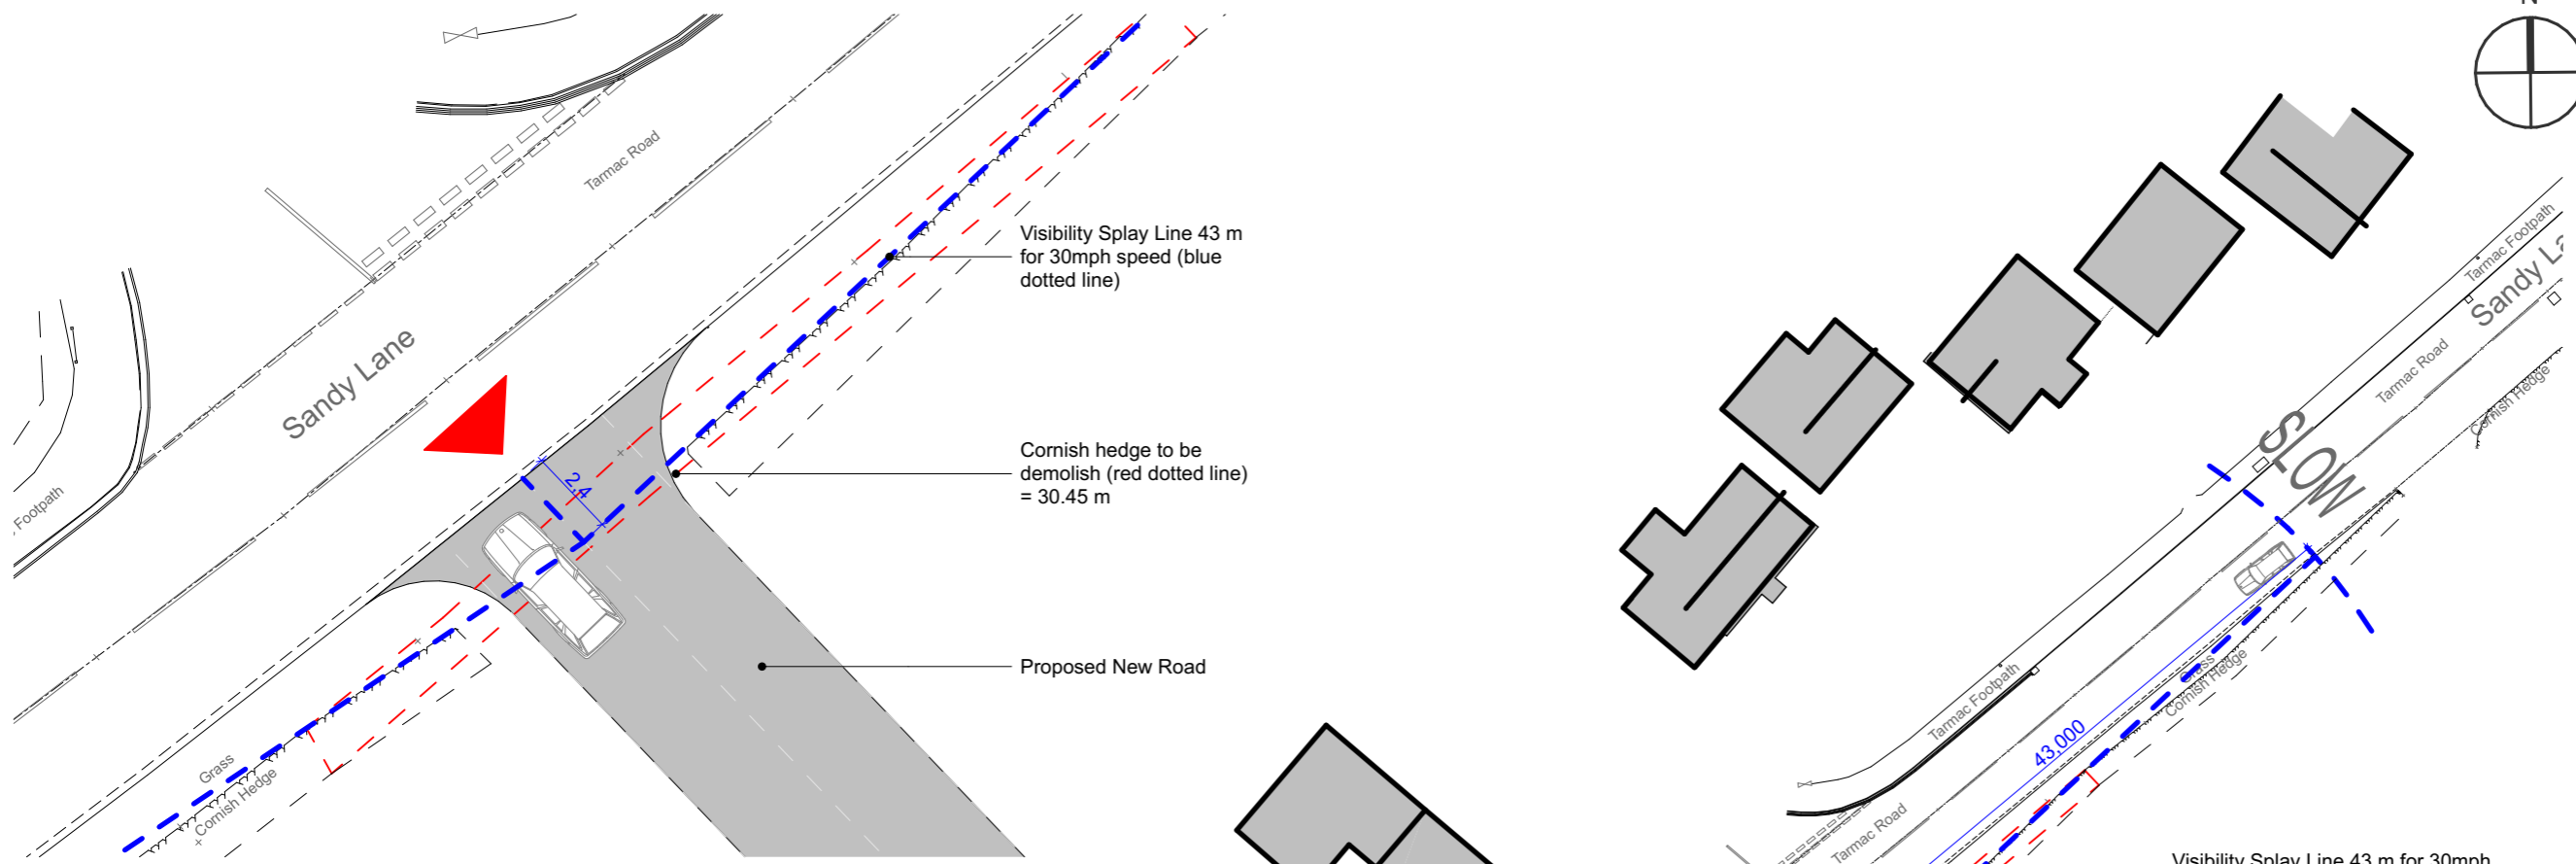 N
Tarmac Road
Visibility Splay Line 43 m
for 30mph speed (blue
dotted line)
Sandy Lane
2,4
Cornish hedge to be
demolish (red dotted line)
= 30.45 m
Footpath
Proposed New Road
Grass
Cornish Hedge
Tarmac Footpath
Sandy La
Tarmac Road
Cornish Hedge
SLOW
Grass
Cornish Hedge
Tarmac Footpath
43,000
Tarmac Road
Visibility Splay Line 43 m for 30mph